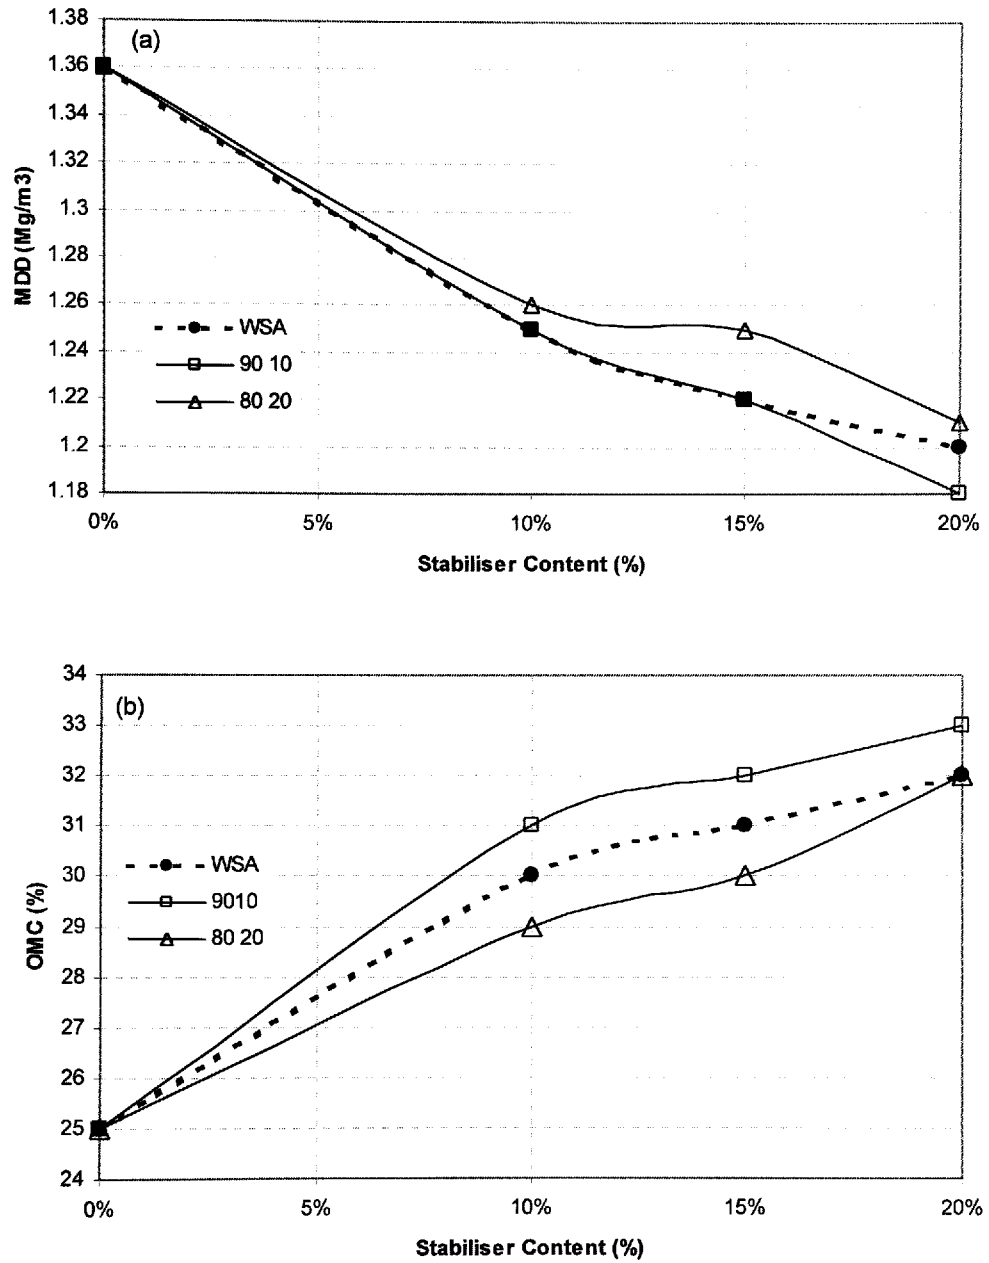 (a)
1.38
1.36
1.34
1.32
1.3
1.28
1.26
1.24
1.22
1.2
1.18
MDD (Mg/m3)
WSA
90 10
80 20
0% 5% 10% 15% 20%
Stabiliser Content (%)
(b)
34
33
32
31
30
29
28
27
26
25
24
OMC (%)
WSA
9010
80 20
0% 5% 10% 15% 20%
Stabiliser Content (%)